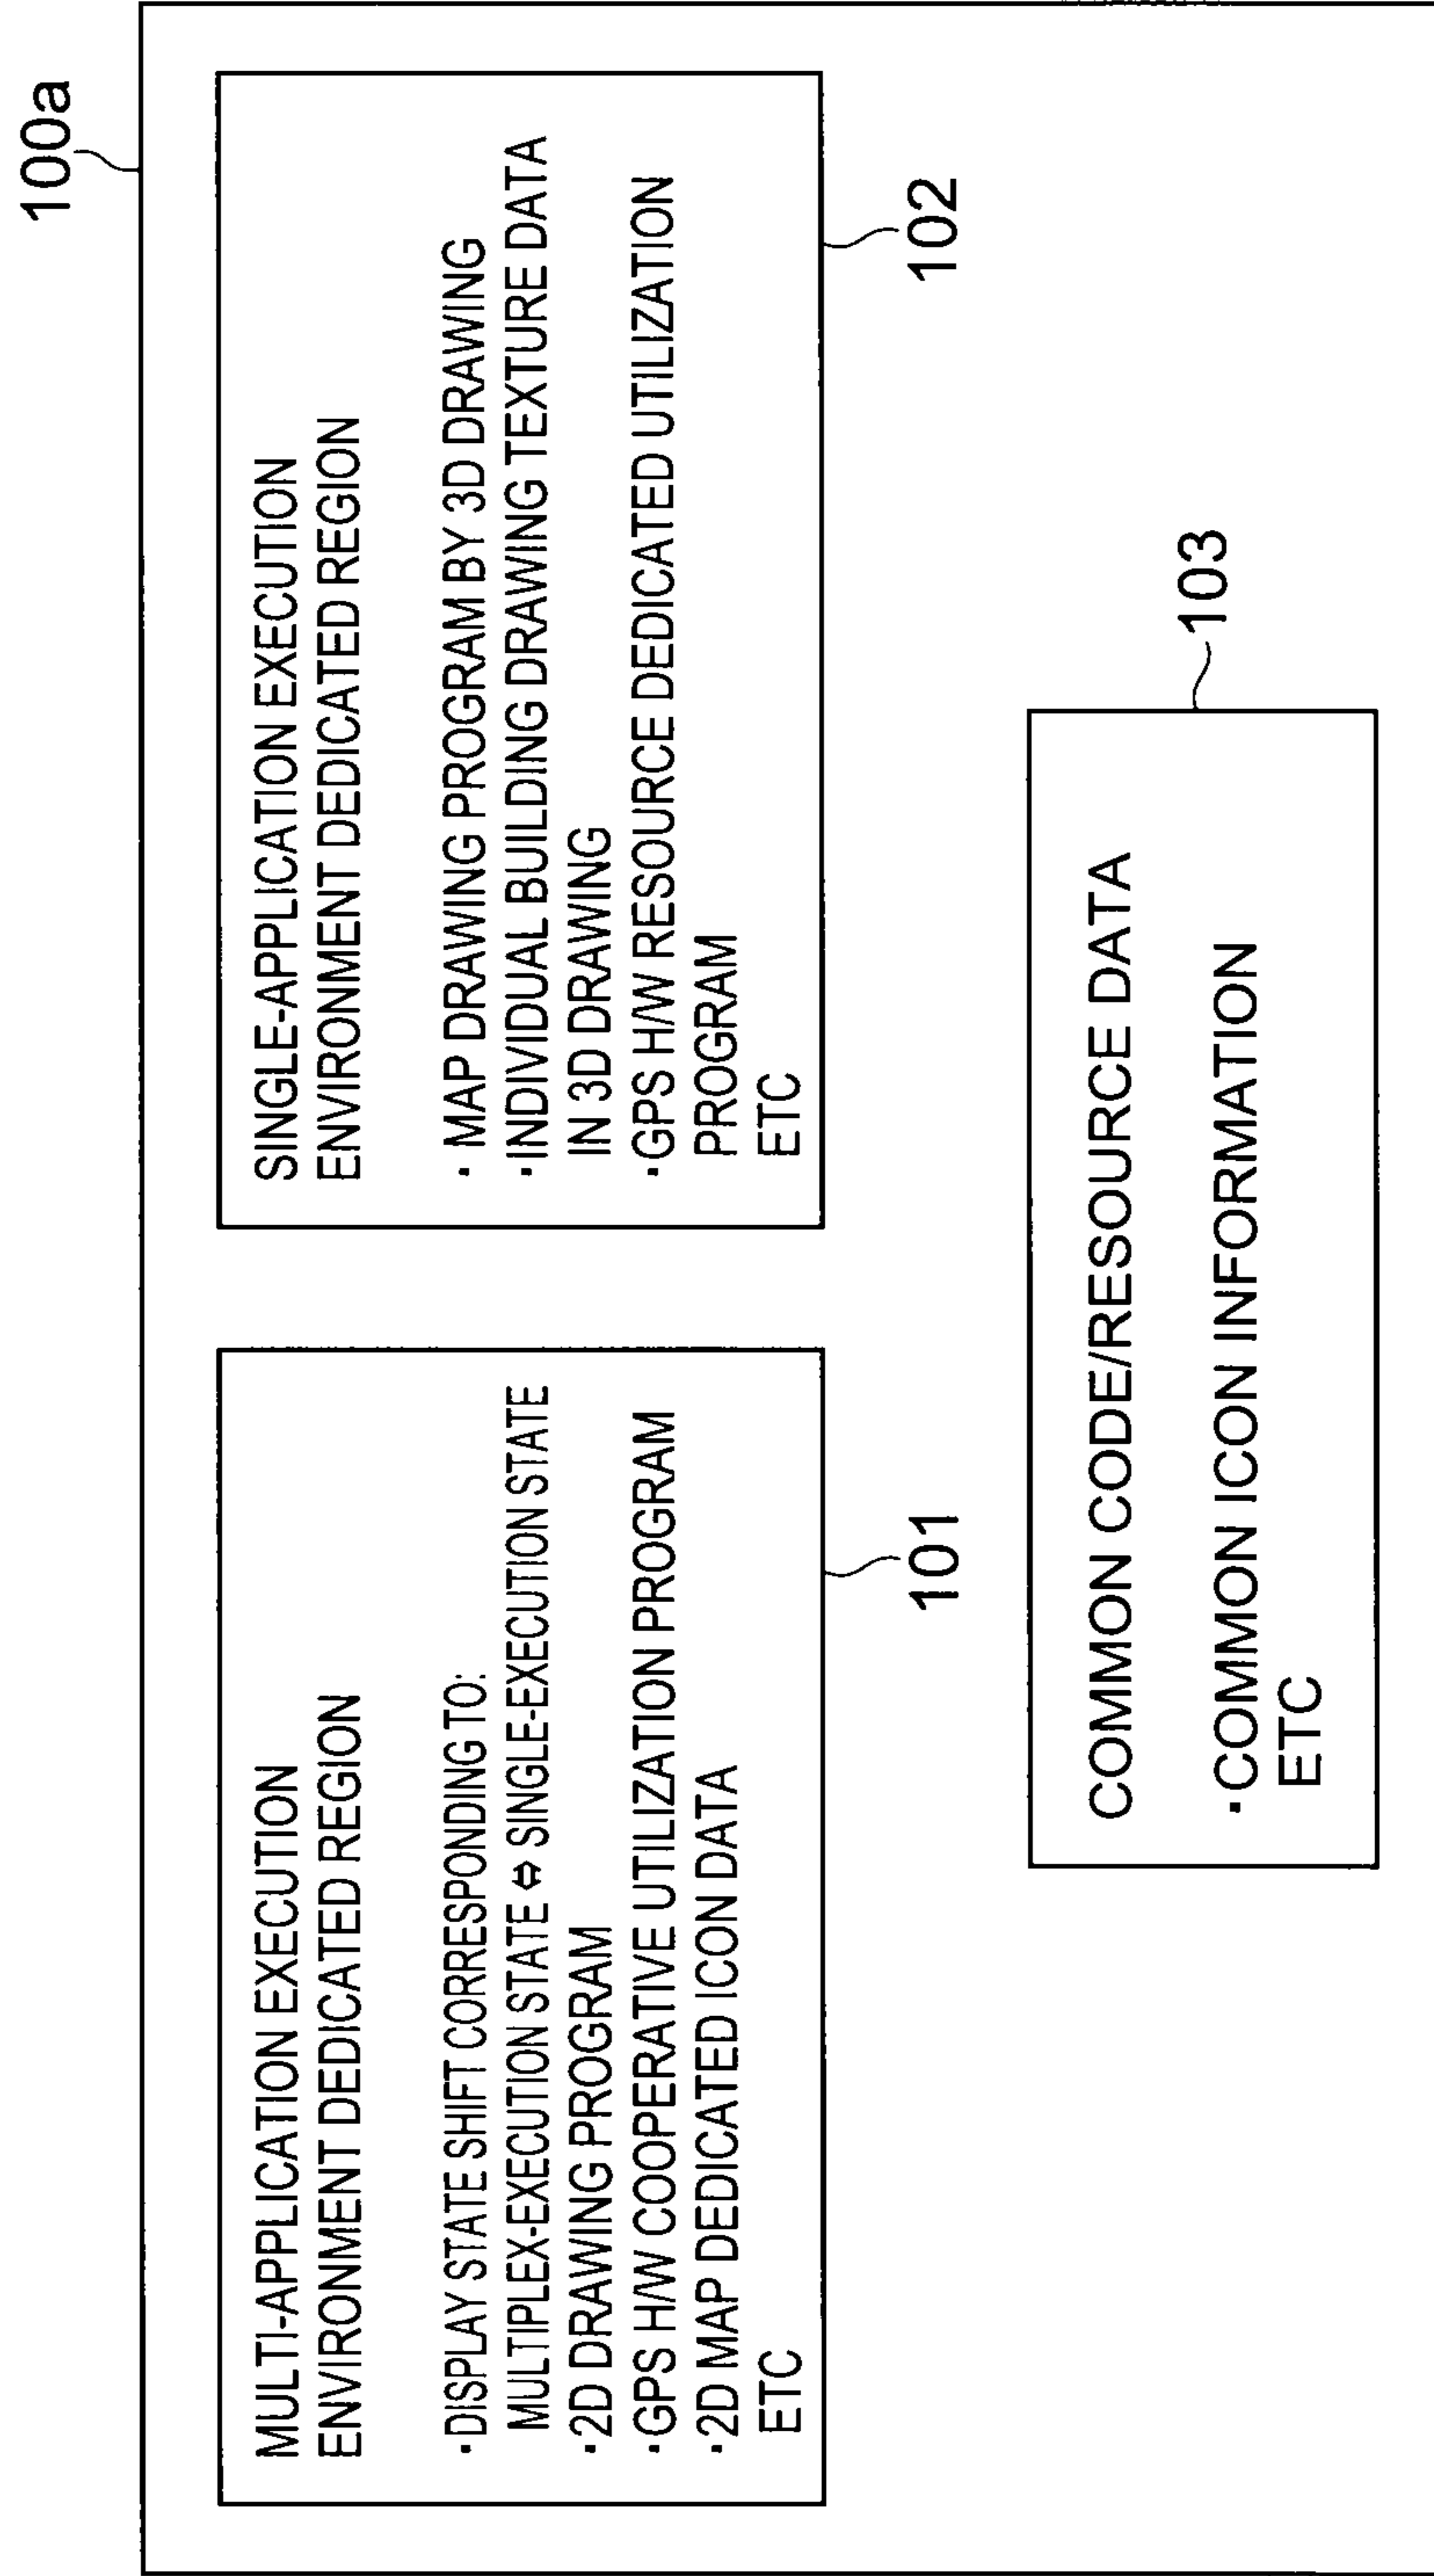 100a
MULTI-APPLICATION EXECUTION
ENVIRONMENT DEDICATED REGION
·DISPLAY STATE SHIFT CORRESPONDING TO:
MULTIPLEX-EXECUTION STATE ⇔ SINGLE-EXECUTION STATE
·2D DRAWING PROGRAM
·GPS H/W COOPERATIVE UTILIZATION PROGRAM
·2D MAP DEDICATED ICON DATA
ETC
101
SINGLE-APPLICATION EXECUTION
ENVIRONMENT DEDICATED REGION
· MAP DRAWING PROGRAM BY 3D DRAWING
·INDIVIDUAL BUILDING DRAWING TEXTURE DATA
IN 3D DRAWING
·GPS H/W RESOURCE DEDICATED UTILIZATION
PROGRAM
ETC
102
COMMON CODE/RESOURCE DATA
·COMMON ICON INFORMATION
ETC
103